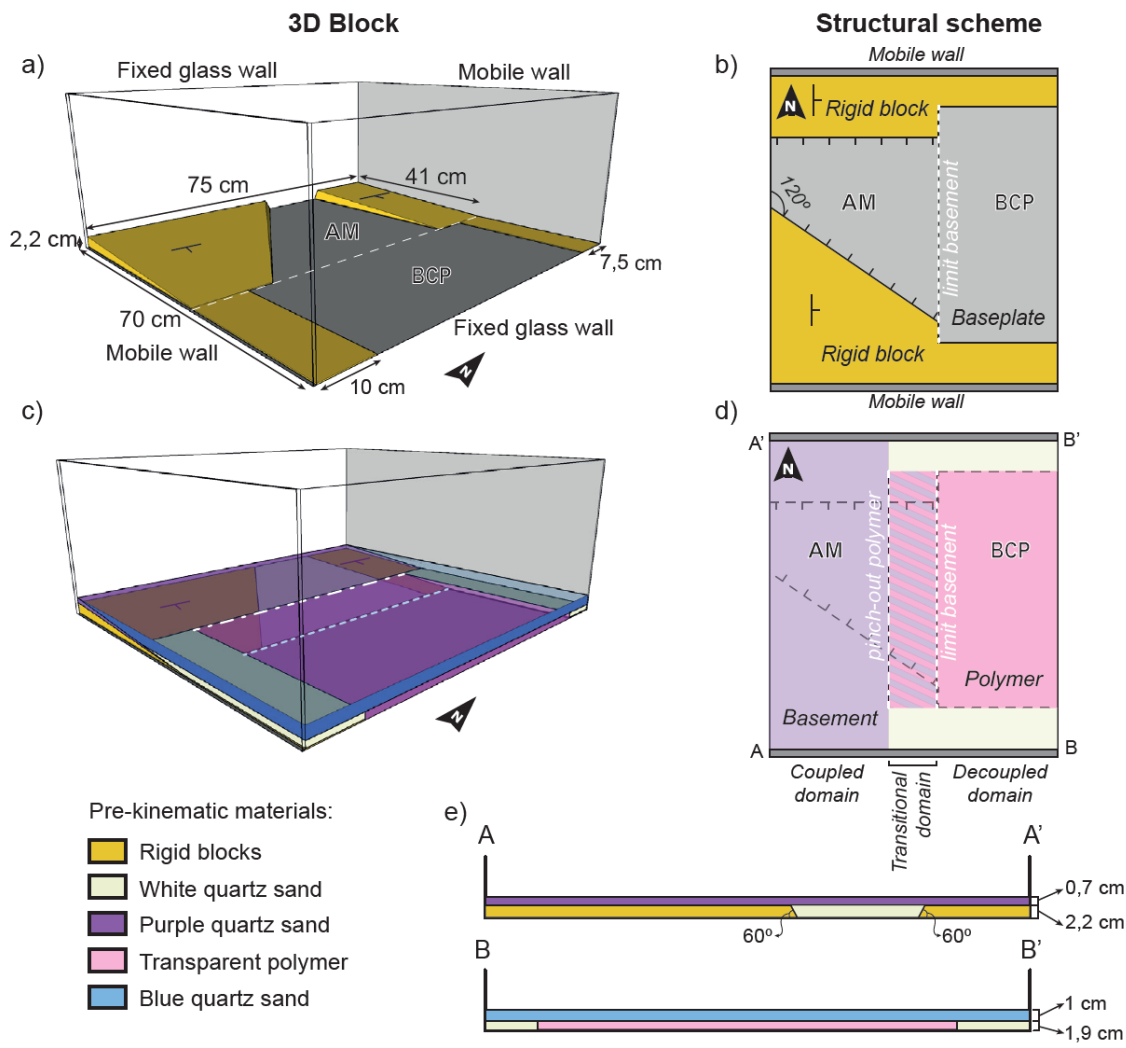 3D Block
Structural scheme
a)
Fixed glass wall
Mobile wall
75 cm
41 cm
2,2 cm
AM
BCP
7,5 cm
70 cm
Mobile wall
Fixed glass wall
10 cm
N
b)
Mobile wall
N
Rigid block
120º
AM
BCP
limit basement
Baseplate
Rigid block
Mobile wall
c)
N
d)
A'
B'
N
AM
BCP
pinch-out polymer
limit basement
Polymer
Basement
A
B
Coupled
domain
Transitional
domain
Decoupled
domain
Pre-kinematic materials:
Rigid blocks
White quartz sand
Purple quartz sand
Transparent polymer
Blue quartz sand
e)
A
A'
0,7 cm
2,2 cm
60º
60º
B
B'
1 cm
1,9 cm